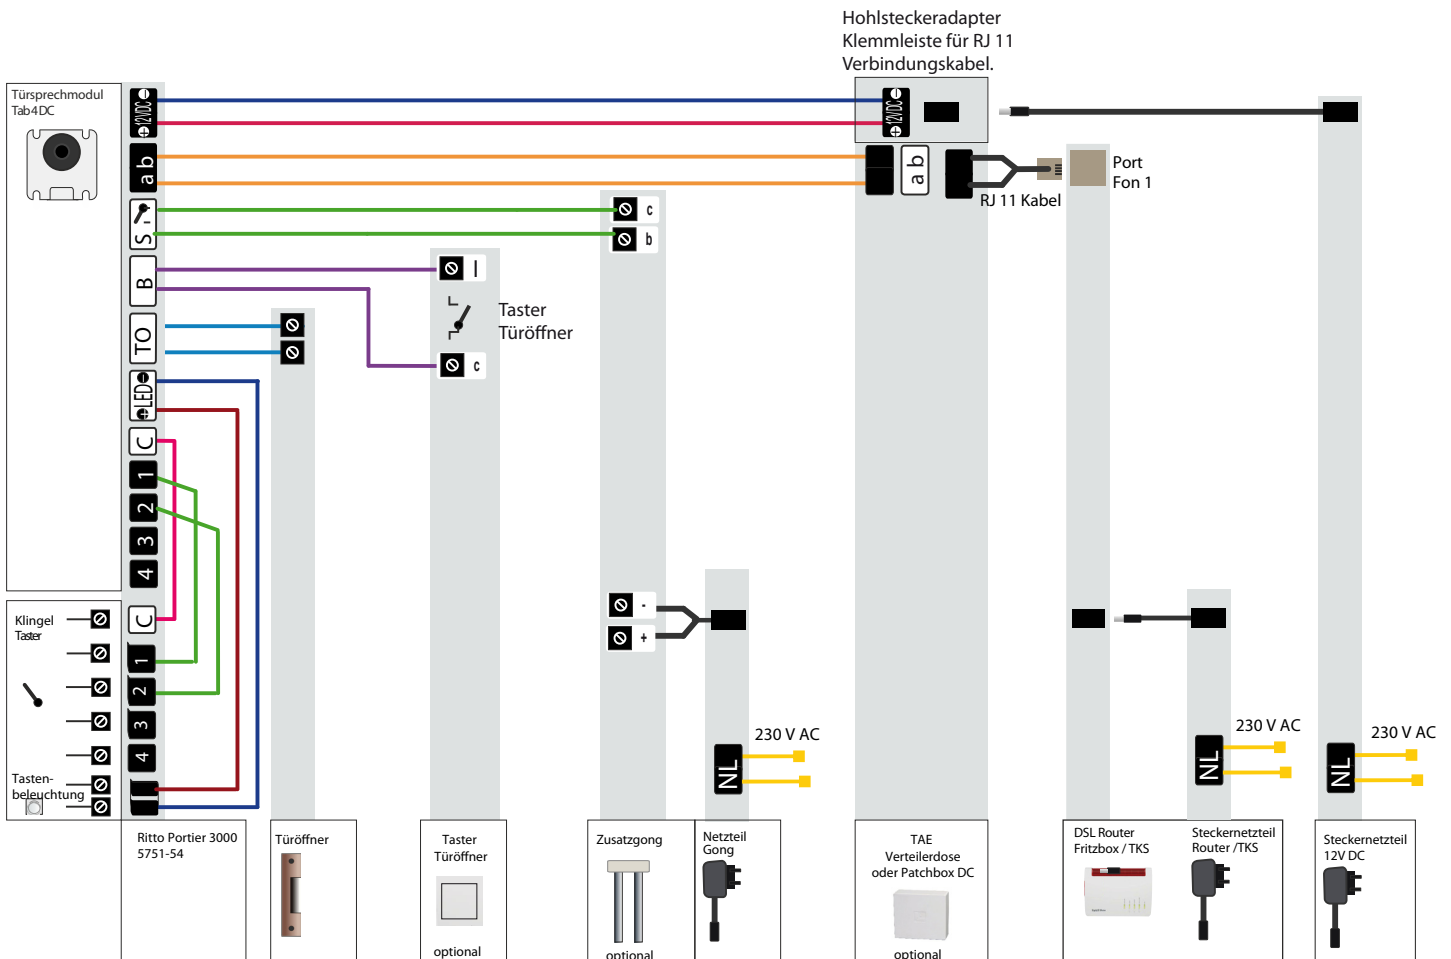 Hohlsteckeradapter
Klemmleiste für RJ 11
Verbindungskabel.
Türsprechmodul
Tab4DC
12VDC
12VDC
a b
a b
RJ 11 Kabel
Port
Fon 1
S
c
b
B
Taster
Türöffner
c
TO
LED
C
1
2
3
4
Klingel
Taster
C
1
2
3
4
-
+
Tasten-
beleuchtung
230 V AC
NL
230 V AC
NL
230 V AC
NL
Ritto Portier 3000
5751-54
Türöffner
Taster
Türöffner
optional
Zusatzgong
optional
Netzteil
Gong
TAE
Verteilerdose
oder Patchbox DC
optional
DSL Router
Fritzbox / TKS
Steckernetzteil
Router /TKS
Steckernetzteil
12V DC